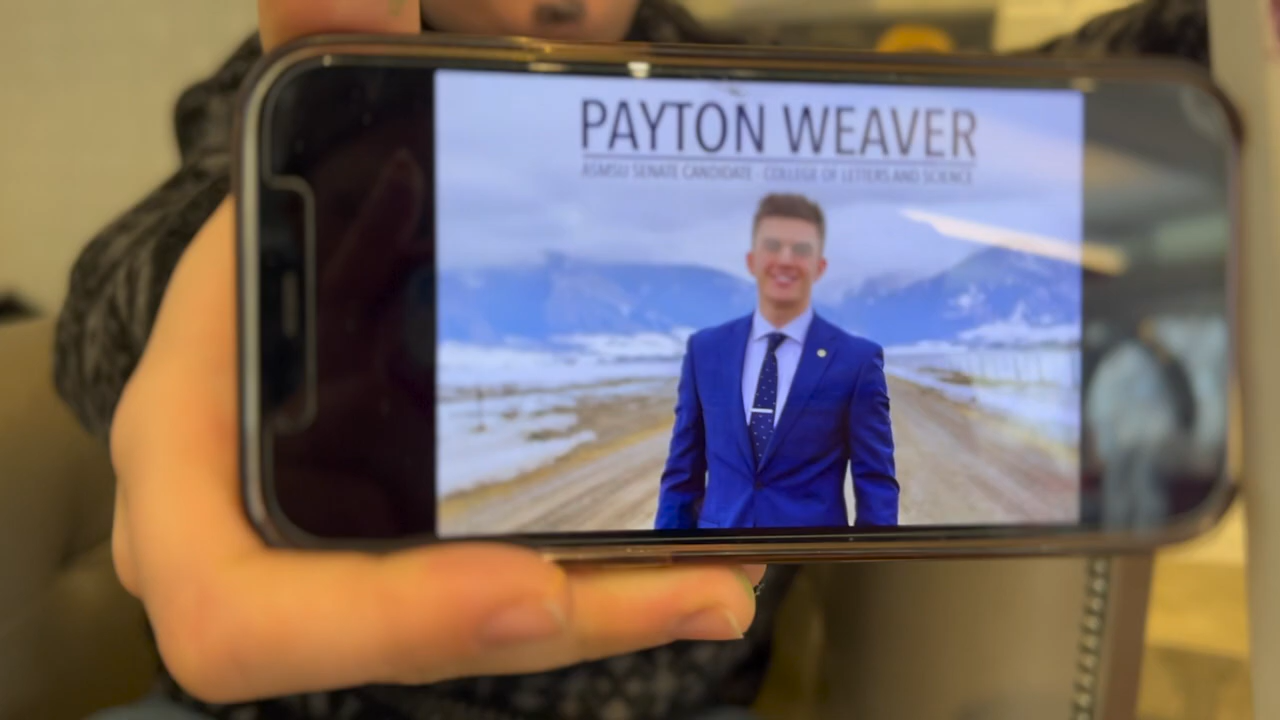 PAYTON WEAVER
ASMSU SENATE CANDIDATE - COLLEGE OF LETTERS AND SCIENCE